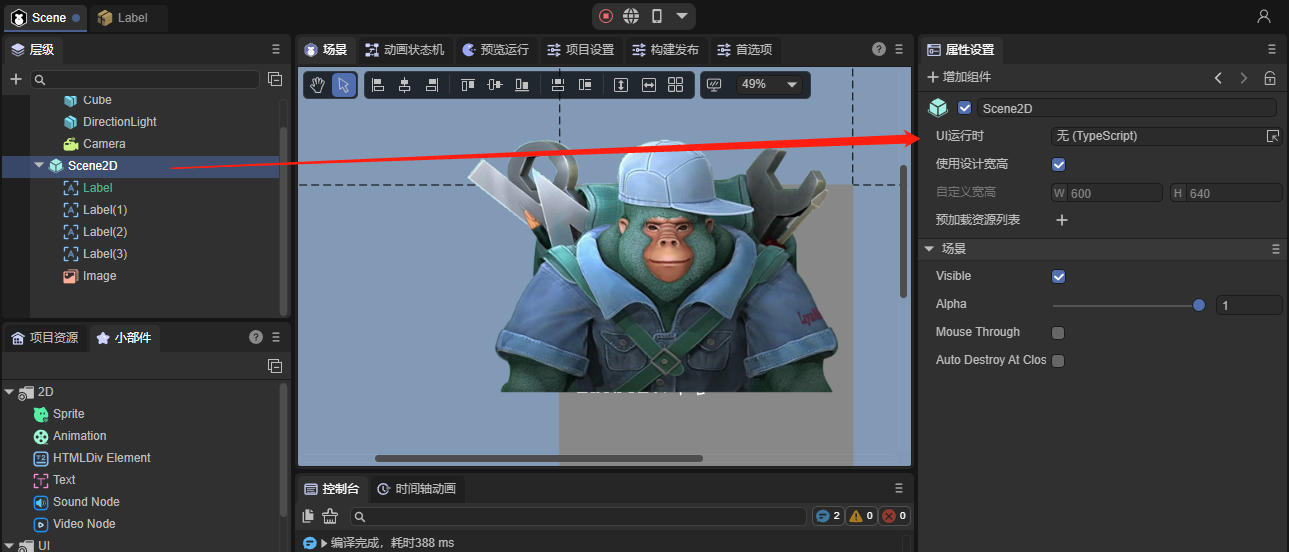 Scene
Label
层级
Cube
DirectionLight
Camera
Scene2D
Label
Label(1)
Label(2)
Label(3)
Image
项目资源
小部件
?
2D
Sprite
Animation
HTMLDiv Element
Text
Sound Node
Video Node
UI
场景
动画状态机
预览运行
项目设置
构建发布
首选项
?
49%
控制台
时间轴动画
2
0
0
编译完成，耗时388 ms
属性设置
增加组件
Scene2D
UI运行时
无 (TypeScript)
使用设计宽高
自定义宽高
W 600
H 640
预加载资源列表
场景
Visible
Alpha
1
Mouse Through
Auto Destroy At Clos